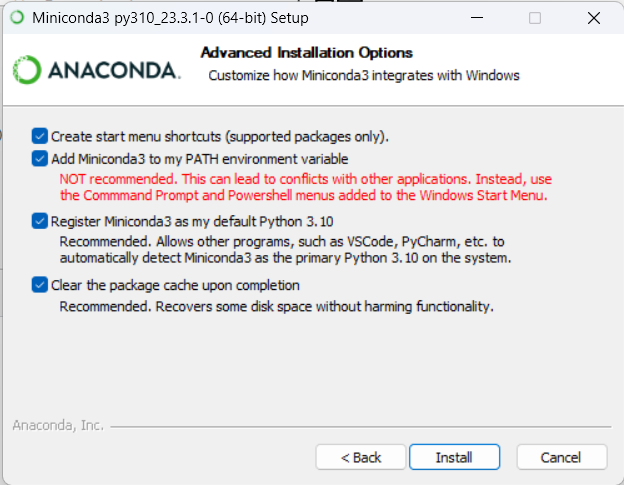 Miniconda3 py310_23.3.1-0 (64-bit) Setup
ANACONDA.
Advanced Installation Options
Customize how Miniconda3 integrates with Windows
Create start menu shortcuts (supported packages only).
Add Miniconda3 to my PATH environment variable
NOT recommended. This can lead to conflicts with other applications. Instead, use
the Commmand Prompt and Powershell menus added to the Windows Start Menu.
Register Miniconda3 as my default Python 3.10
Recommended. Allows other programs, such as VSCode, PyCharm, etc. to
automatically detect Miniconda3 as the primary Python 3.10 on the system.
Clear the package cache upon completion
Recommended. Recovers some disk space without harming functionality.
Anaconda, Inc.
< Back
Install
Cancel